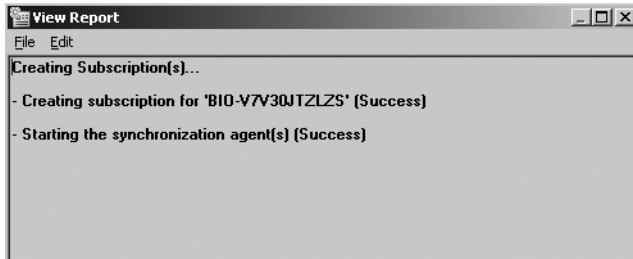 View Report
File Edit
Creating Subscription(s)...
- Creating subscription for 'BIO-V7V30JTZLZS' (Success)
- Starting the synchronization agent(s) (Success)